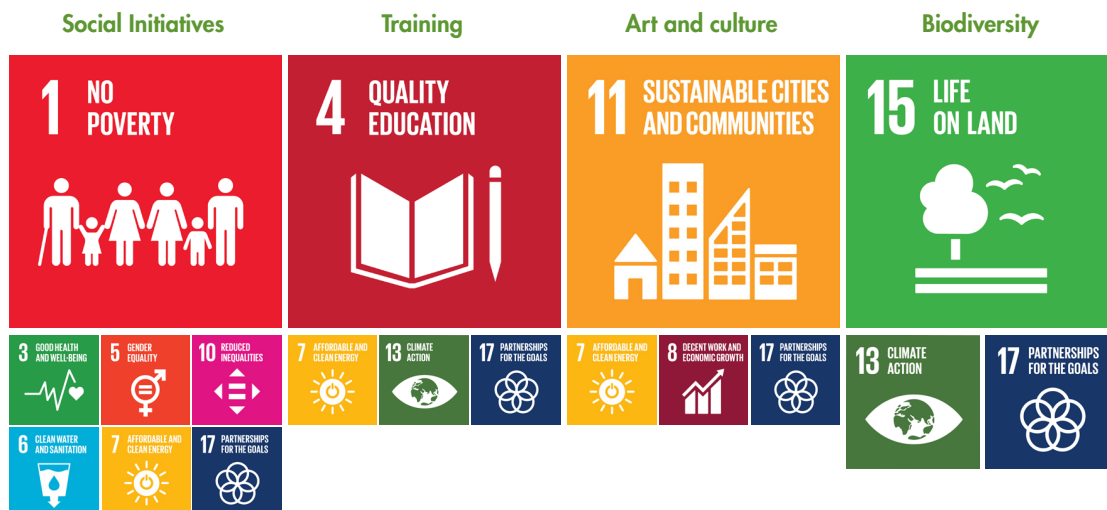 Social Initiatives
1 NO
POVERTY
3 GOOD HEALTH
AND WELL-BEING
5 GENDER
EQUALITY
10 REDUCED
INEQUALITIES
6 CLEAN WATER
AND SANITATION
7 AFFORDABLE AND
CLEAN ENERGY
17 PARTNERSHIPS
FOR THE GOALS
Training
4 QUALITY
EDUCATION
7 AFFORDABLE AND
CLEAN ENERGY
13 CLIMATE
ACTION
17 PARTNERSHIPS
FOR THE GOALS
Art and culture
11 SUSTAINABLE CITIES
AND COMMUNITIES
7 AFFORDABLE AND
CLEAN ENERGY
8 DECENT WORK AND
ECONOMIC GROWTH
17 PARTNERSHIPS
FOR THE GOALS
Biodiversity
15 LIFE
ON LAND
13 CLIMATE
ACTION
17 PARTNERSHIPS
FOR THE GOALS